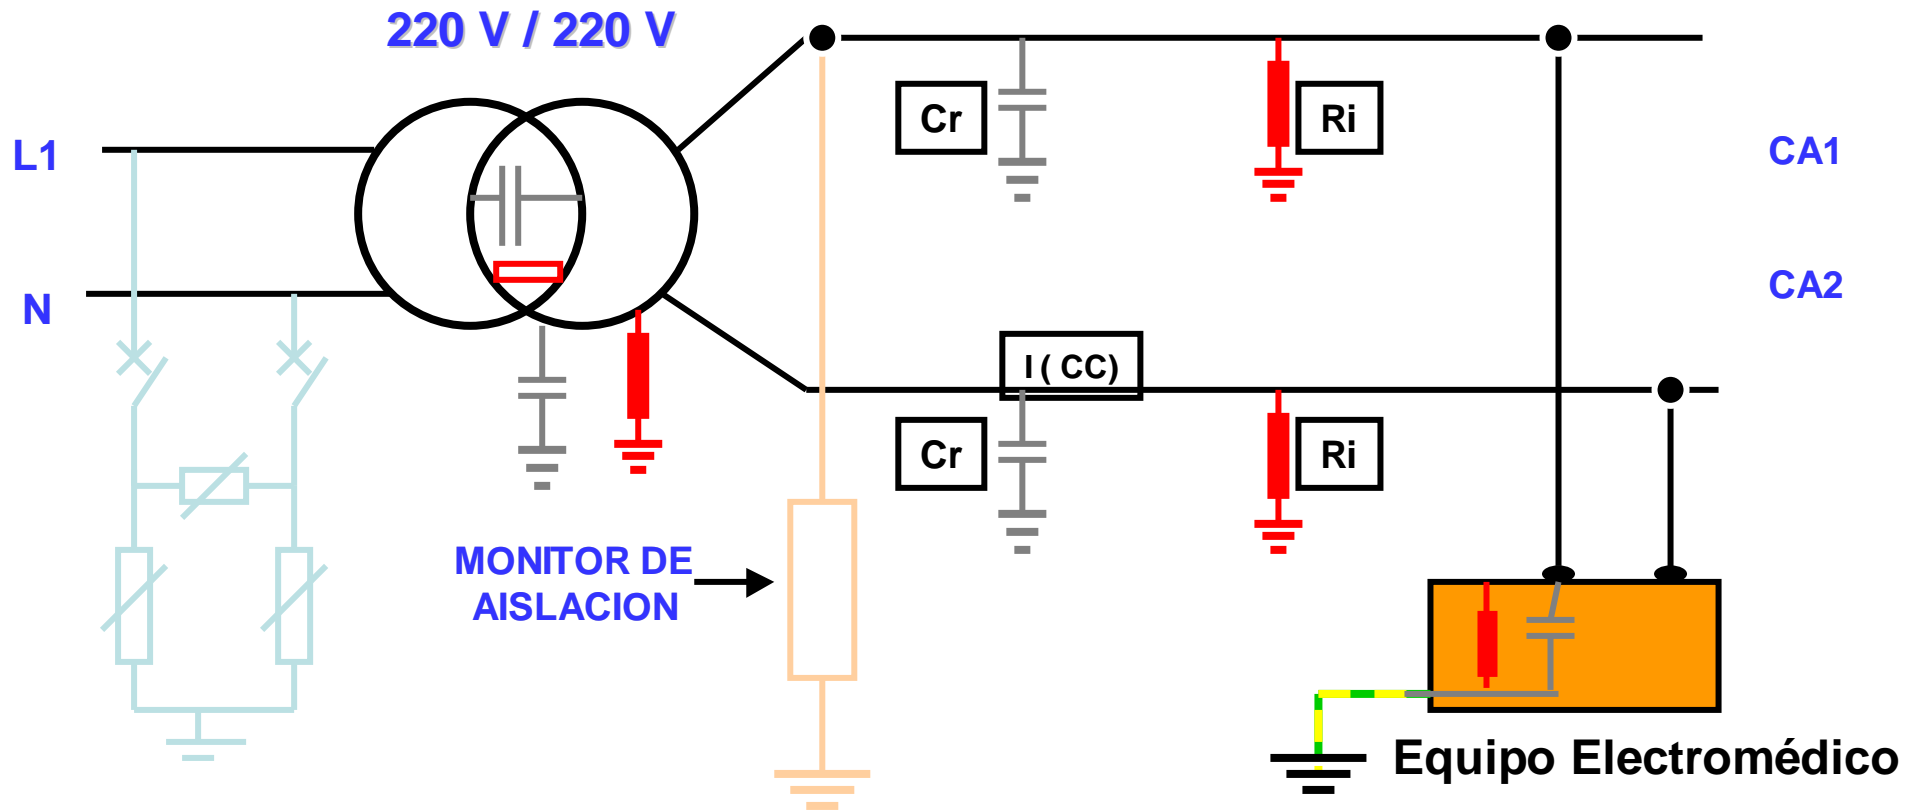 220 V / 220 V
L1
N
Cr
Ri
CA1
CA2
I ( CC)
Cr
Ri
MONITOR DE
AISLACION
Equipo Electromédico